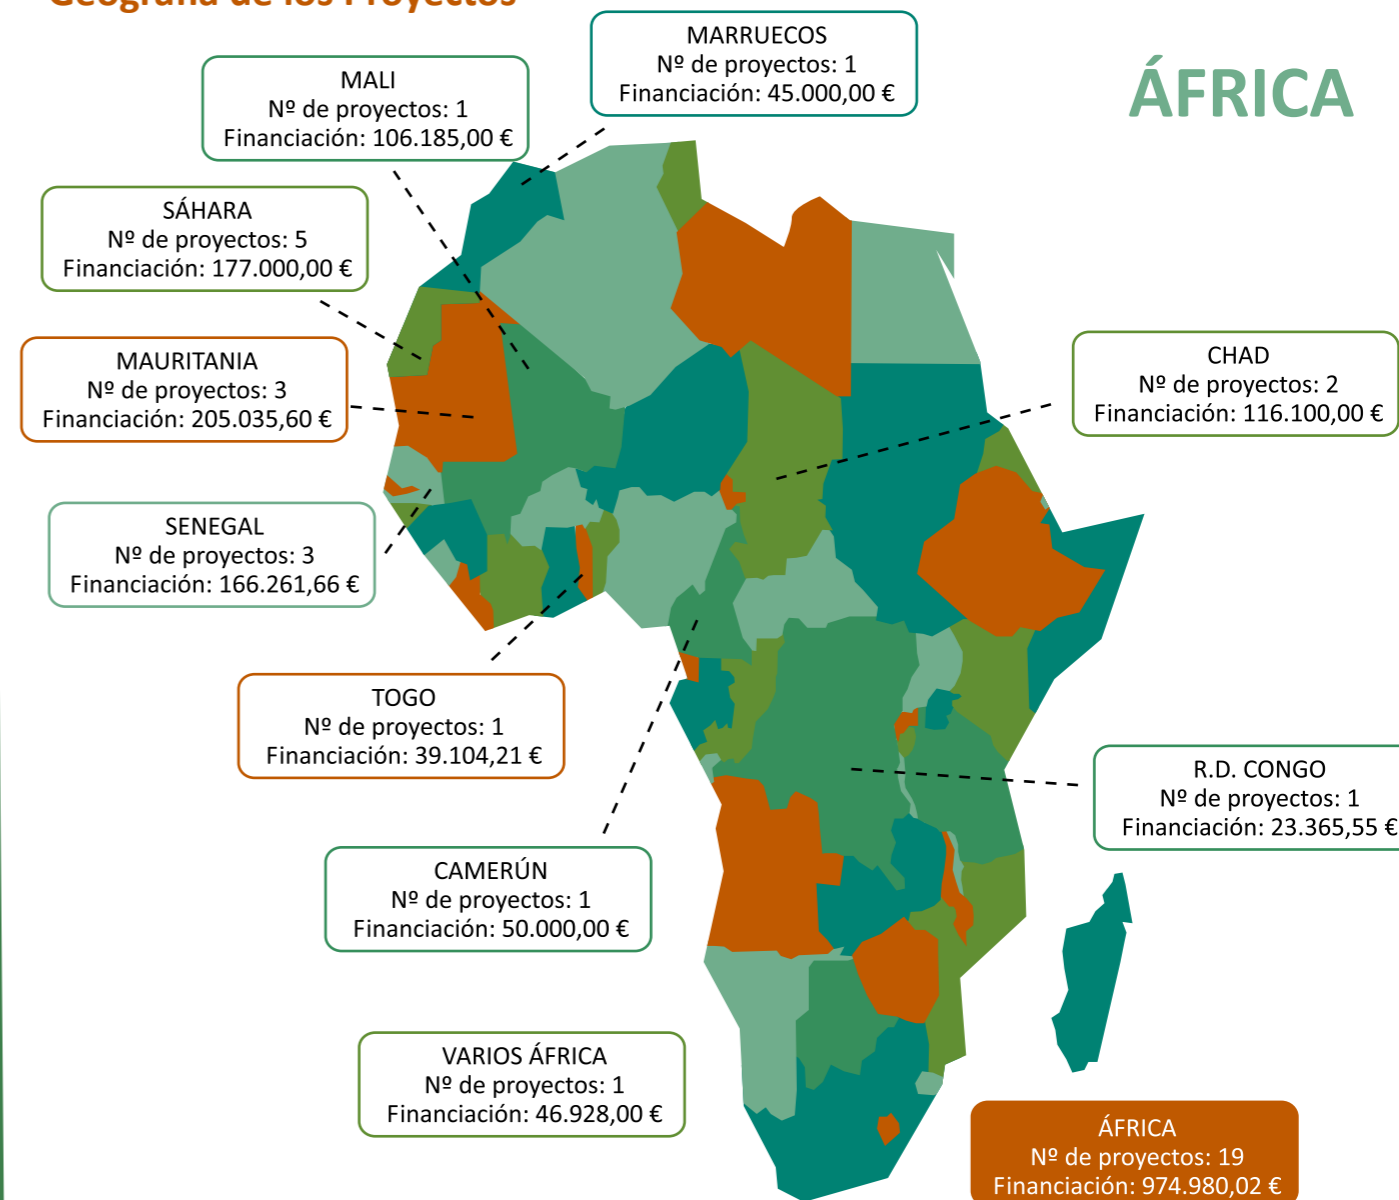 Geografía de los Proyectos
ÁFRICA
MARRUECOS
Nº de proyectos: 1
Financiación: 45.000,00 €
MALI
Nº de proyectos: 1
Financiación: 106.185,00 €
SÁHARA
Nº de proyectos: 5
Financiación: 177.000,00 €
MAURITANIA
Nº de proyectos: 3
Financiación: 205.035,60 €
CHAD
Nº de proyectos: 2
Financiación: 116.100,00 €
SENEGAL
Nº de proyectos: 3
Financiación: 166.261,66 €
TOGO
Nº de proyectos: 1
Financiación: 39.104,21 €
R.D. CONGO
Nº de proyectos: 1
Financiación: 23.365,55 €
CAMERÚN
Nº de proyectos: 1
Financiación: 50.000,00 €
VARIOS ÁFRICA
Nº de proyectos: 1
Financiación: 46.928,00 €
ÁFRICA
Nº de proyectos: 19
Financiación: 974.980,02 €